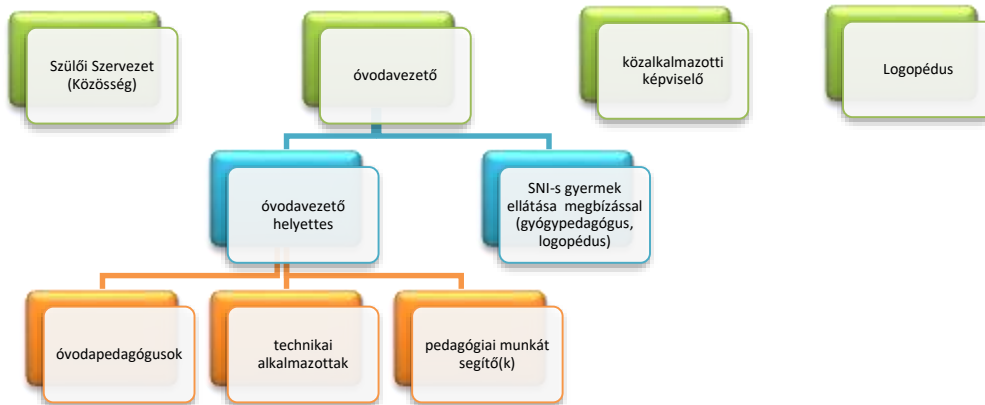 Szülői Szervezet
(Közösség)
óvodavezető
közalkalmazotti
képviselő
Logopédus
óvodavezető
helyettes
SNI-s gyermek
ellátása megbízással
(gyógypedagógus,
logopédus)
óvodapedagógusok
technikai
alkalmazottak
pedagógiai munkát
segítő(k)